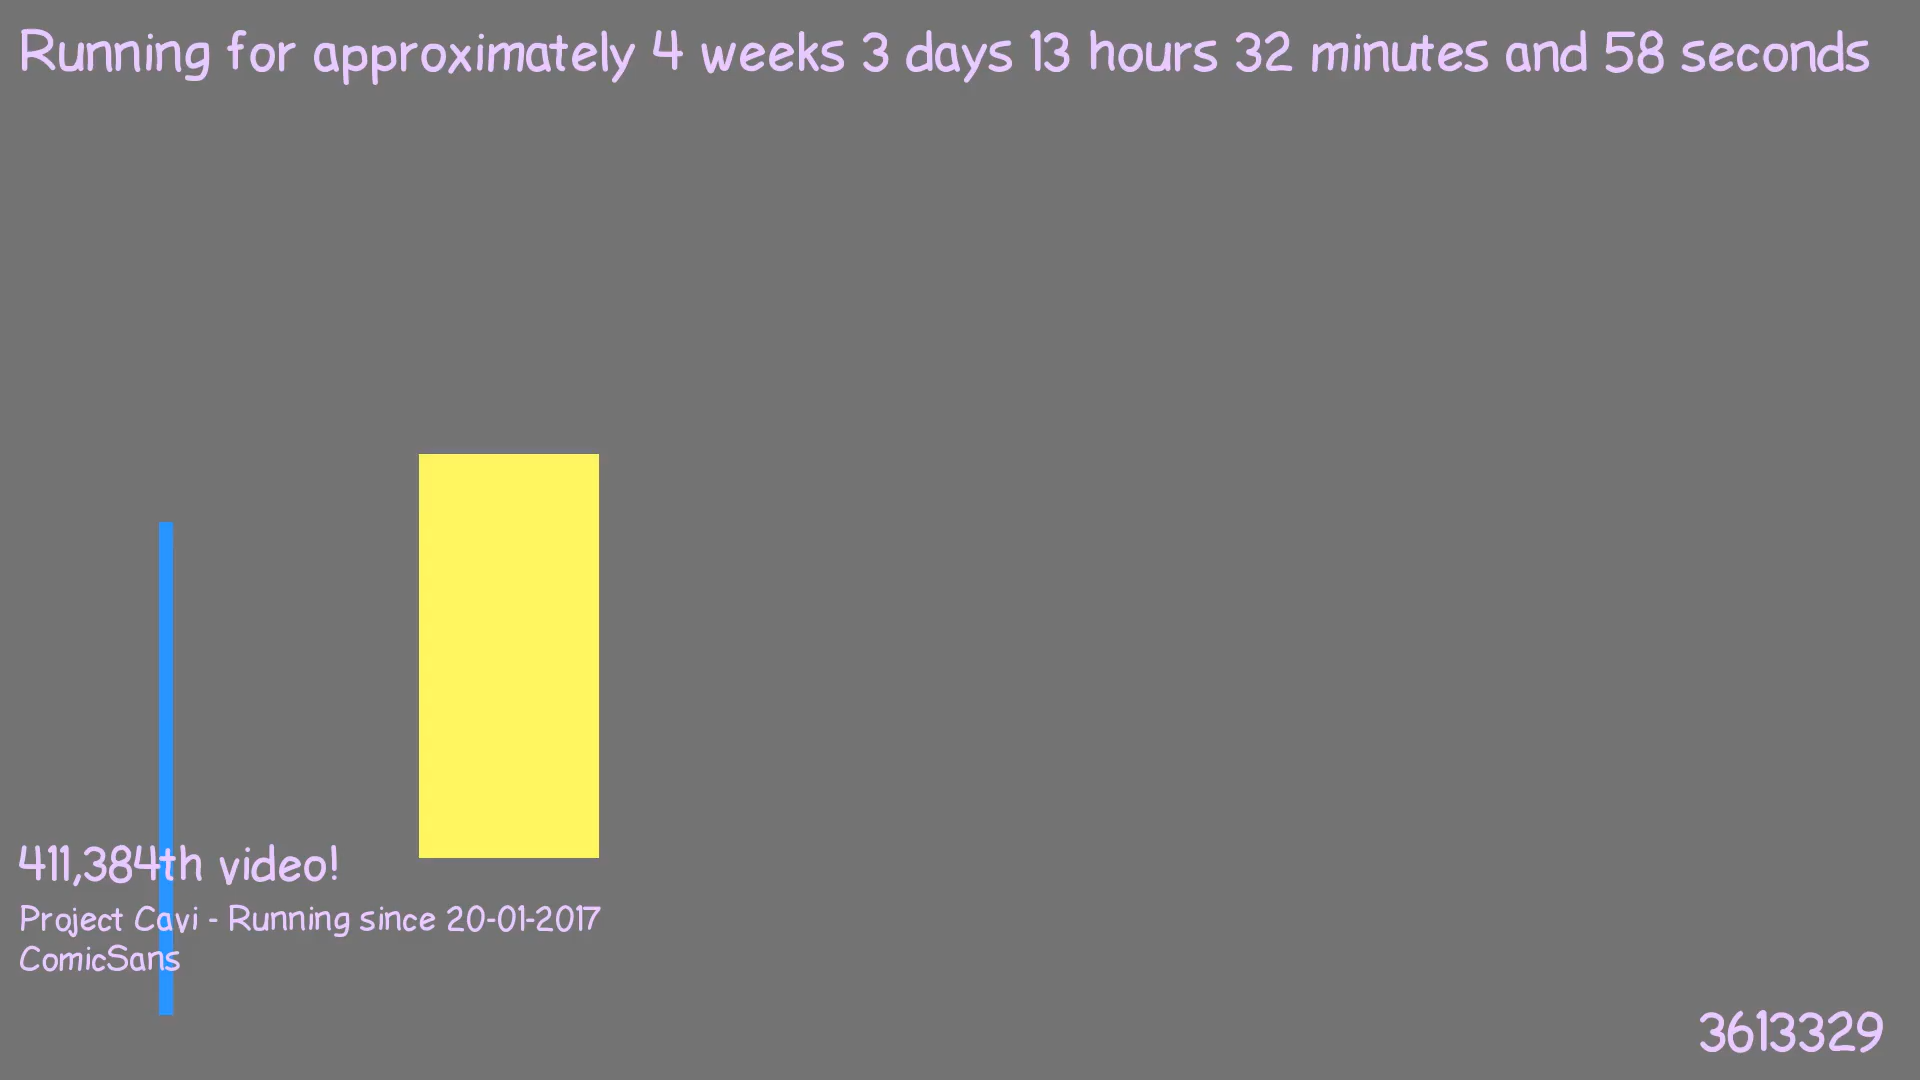 Running for approximately 4 weeks 3 days 13 hours 32 minutes and 58 seconds
411,384th video!
Project Cavi - Running since 20-01-2017
ComicSans
3613329